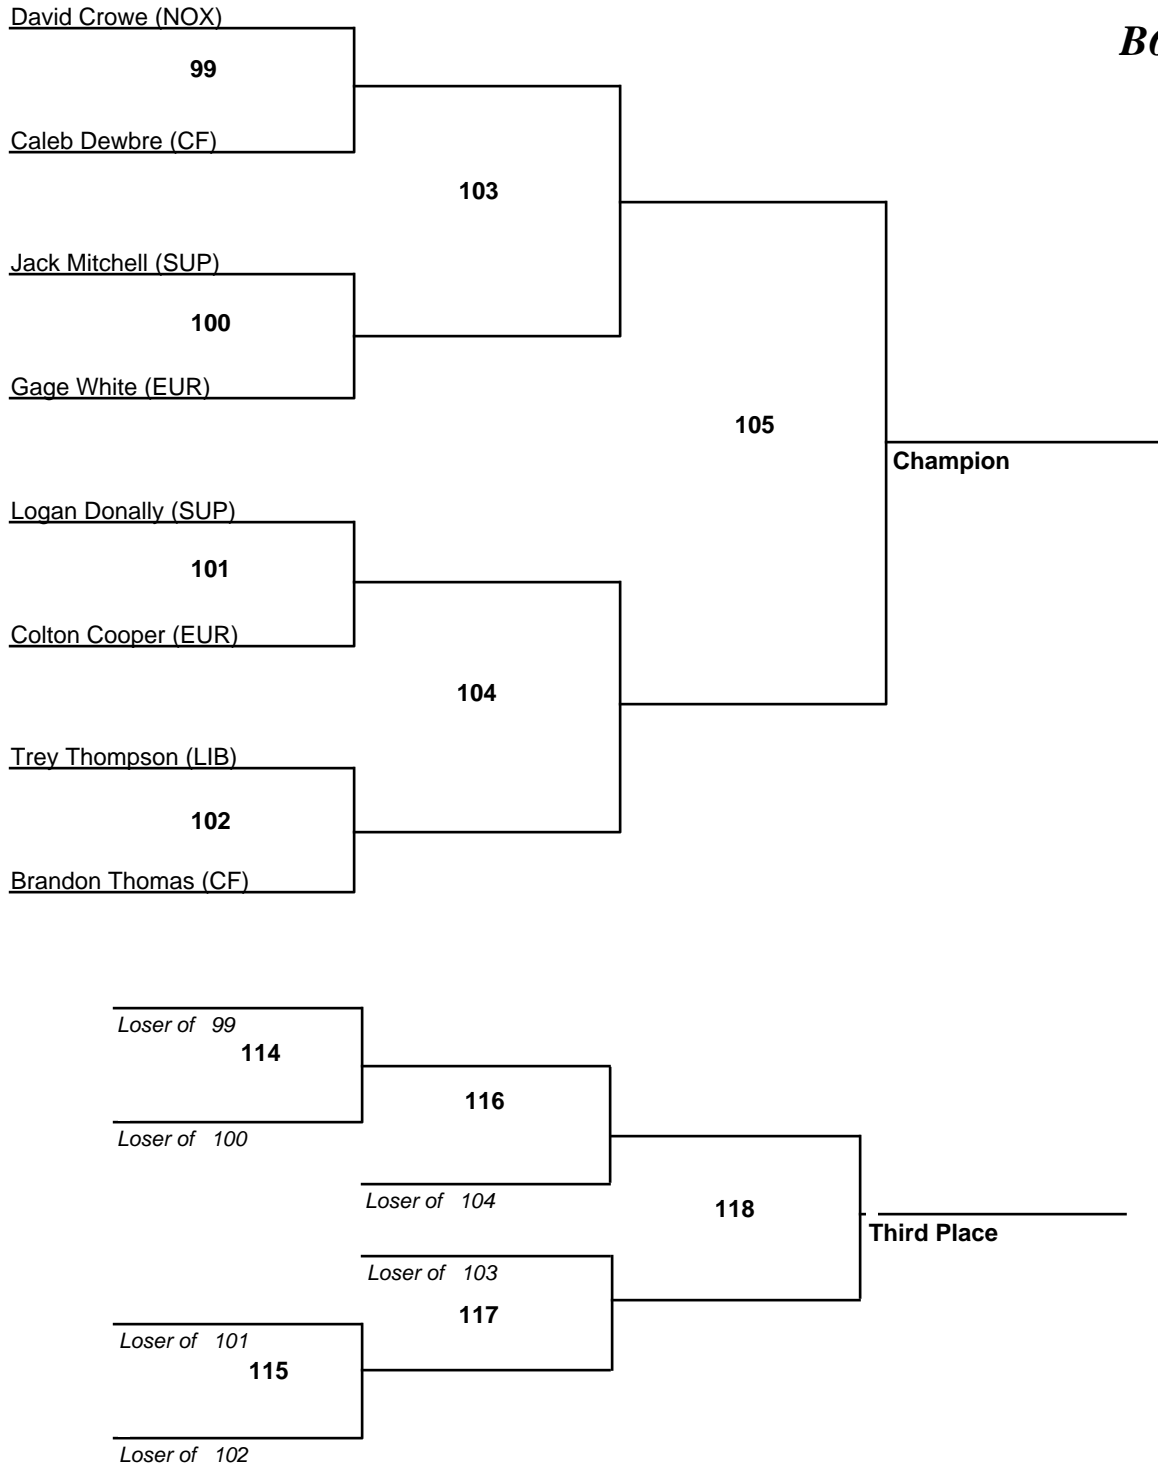 David Crowe (NOX)
99
Caleb Dewbre (CF)
103
Jack Mitchell (SUP)
100
Gage White (EUR)
105
Champion
Logan Donally (SUP)
101
Colton Cooper (EUR)
104
Trey Thompson (LIB)
102
Brandon Thomas (CF)
Loser of 99
114
116
Loser of 100
Loser of 104
118
Third Place
Loser of 103
117
Loser of 101
115
Loser of 102